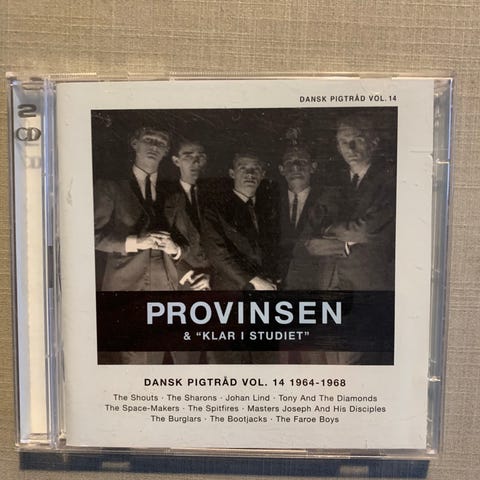 2
CD
DANSK PIGTRÅD VOL. 14
PROVINSEN
& "KLAR I STUDIET"
DANSK PIGTRÅD VOL. 14 1964-1968
The Shouts · The Sharons · Johan Lind · Tony And The Diamonds
The Space-Makers · The Spitfires · Masters Joseph And His Disciples
The Burglars · The Bootjacks · The Faroe Boys